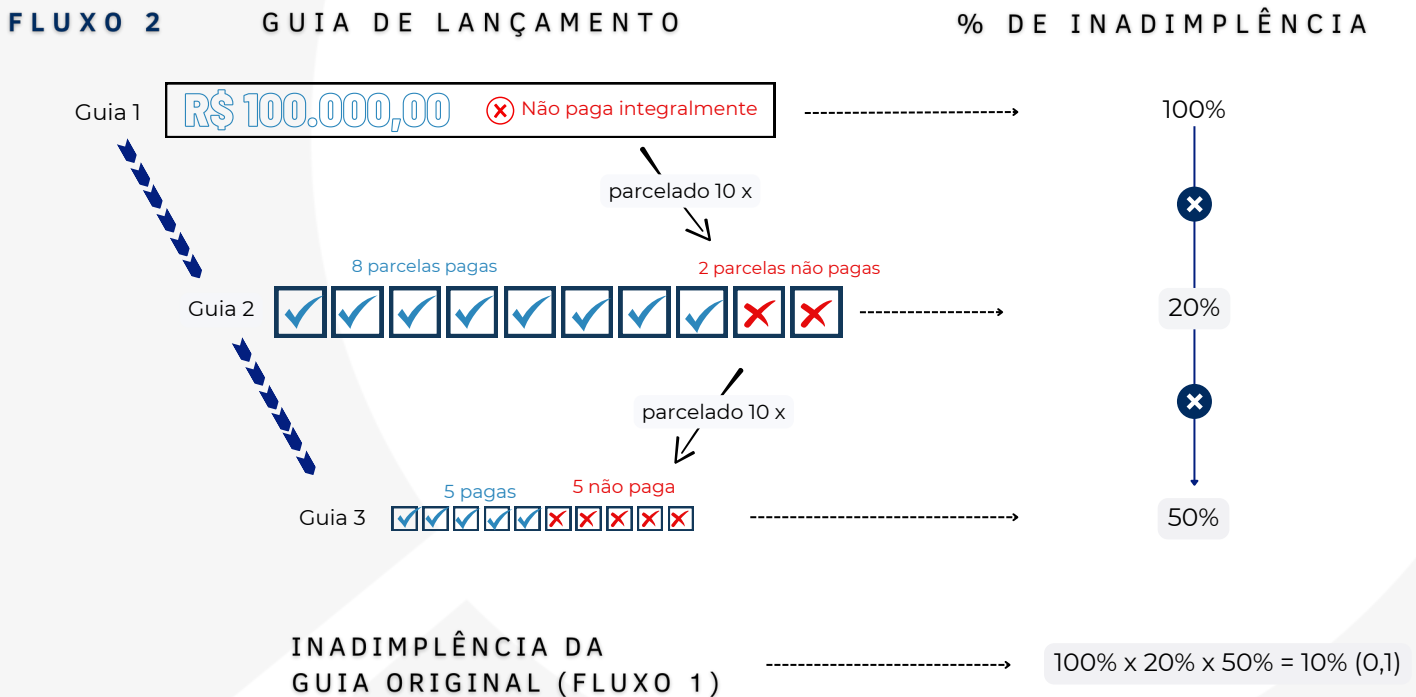 FLUXO 2
GUIA DE LANÇAMENTO
% DE INADIMPLÊNCIA
Guia 1
R$ 100.000,00
Não paga integralmente
100%
parcelado 10 x
8 parcelas pagas
2 parcelas não pagas
Guia 2
20%
parcelado 10 x
5 pagas
5 não paga
Guia 3
50%
INADIMPLÊNCIA DA
GUIA ORIGINAL (FLUXO 1)
100% x 20% x 50% = 10% (0,1)